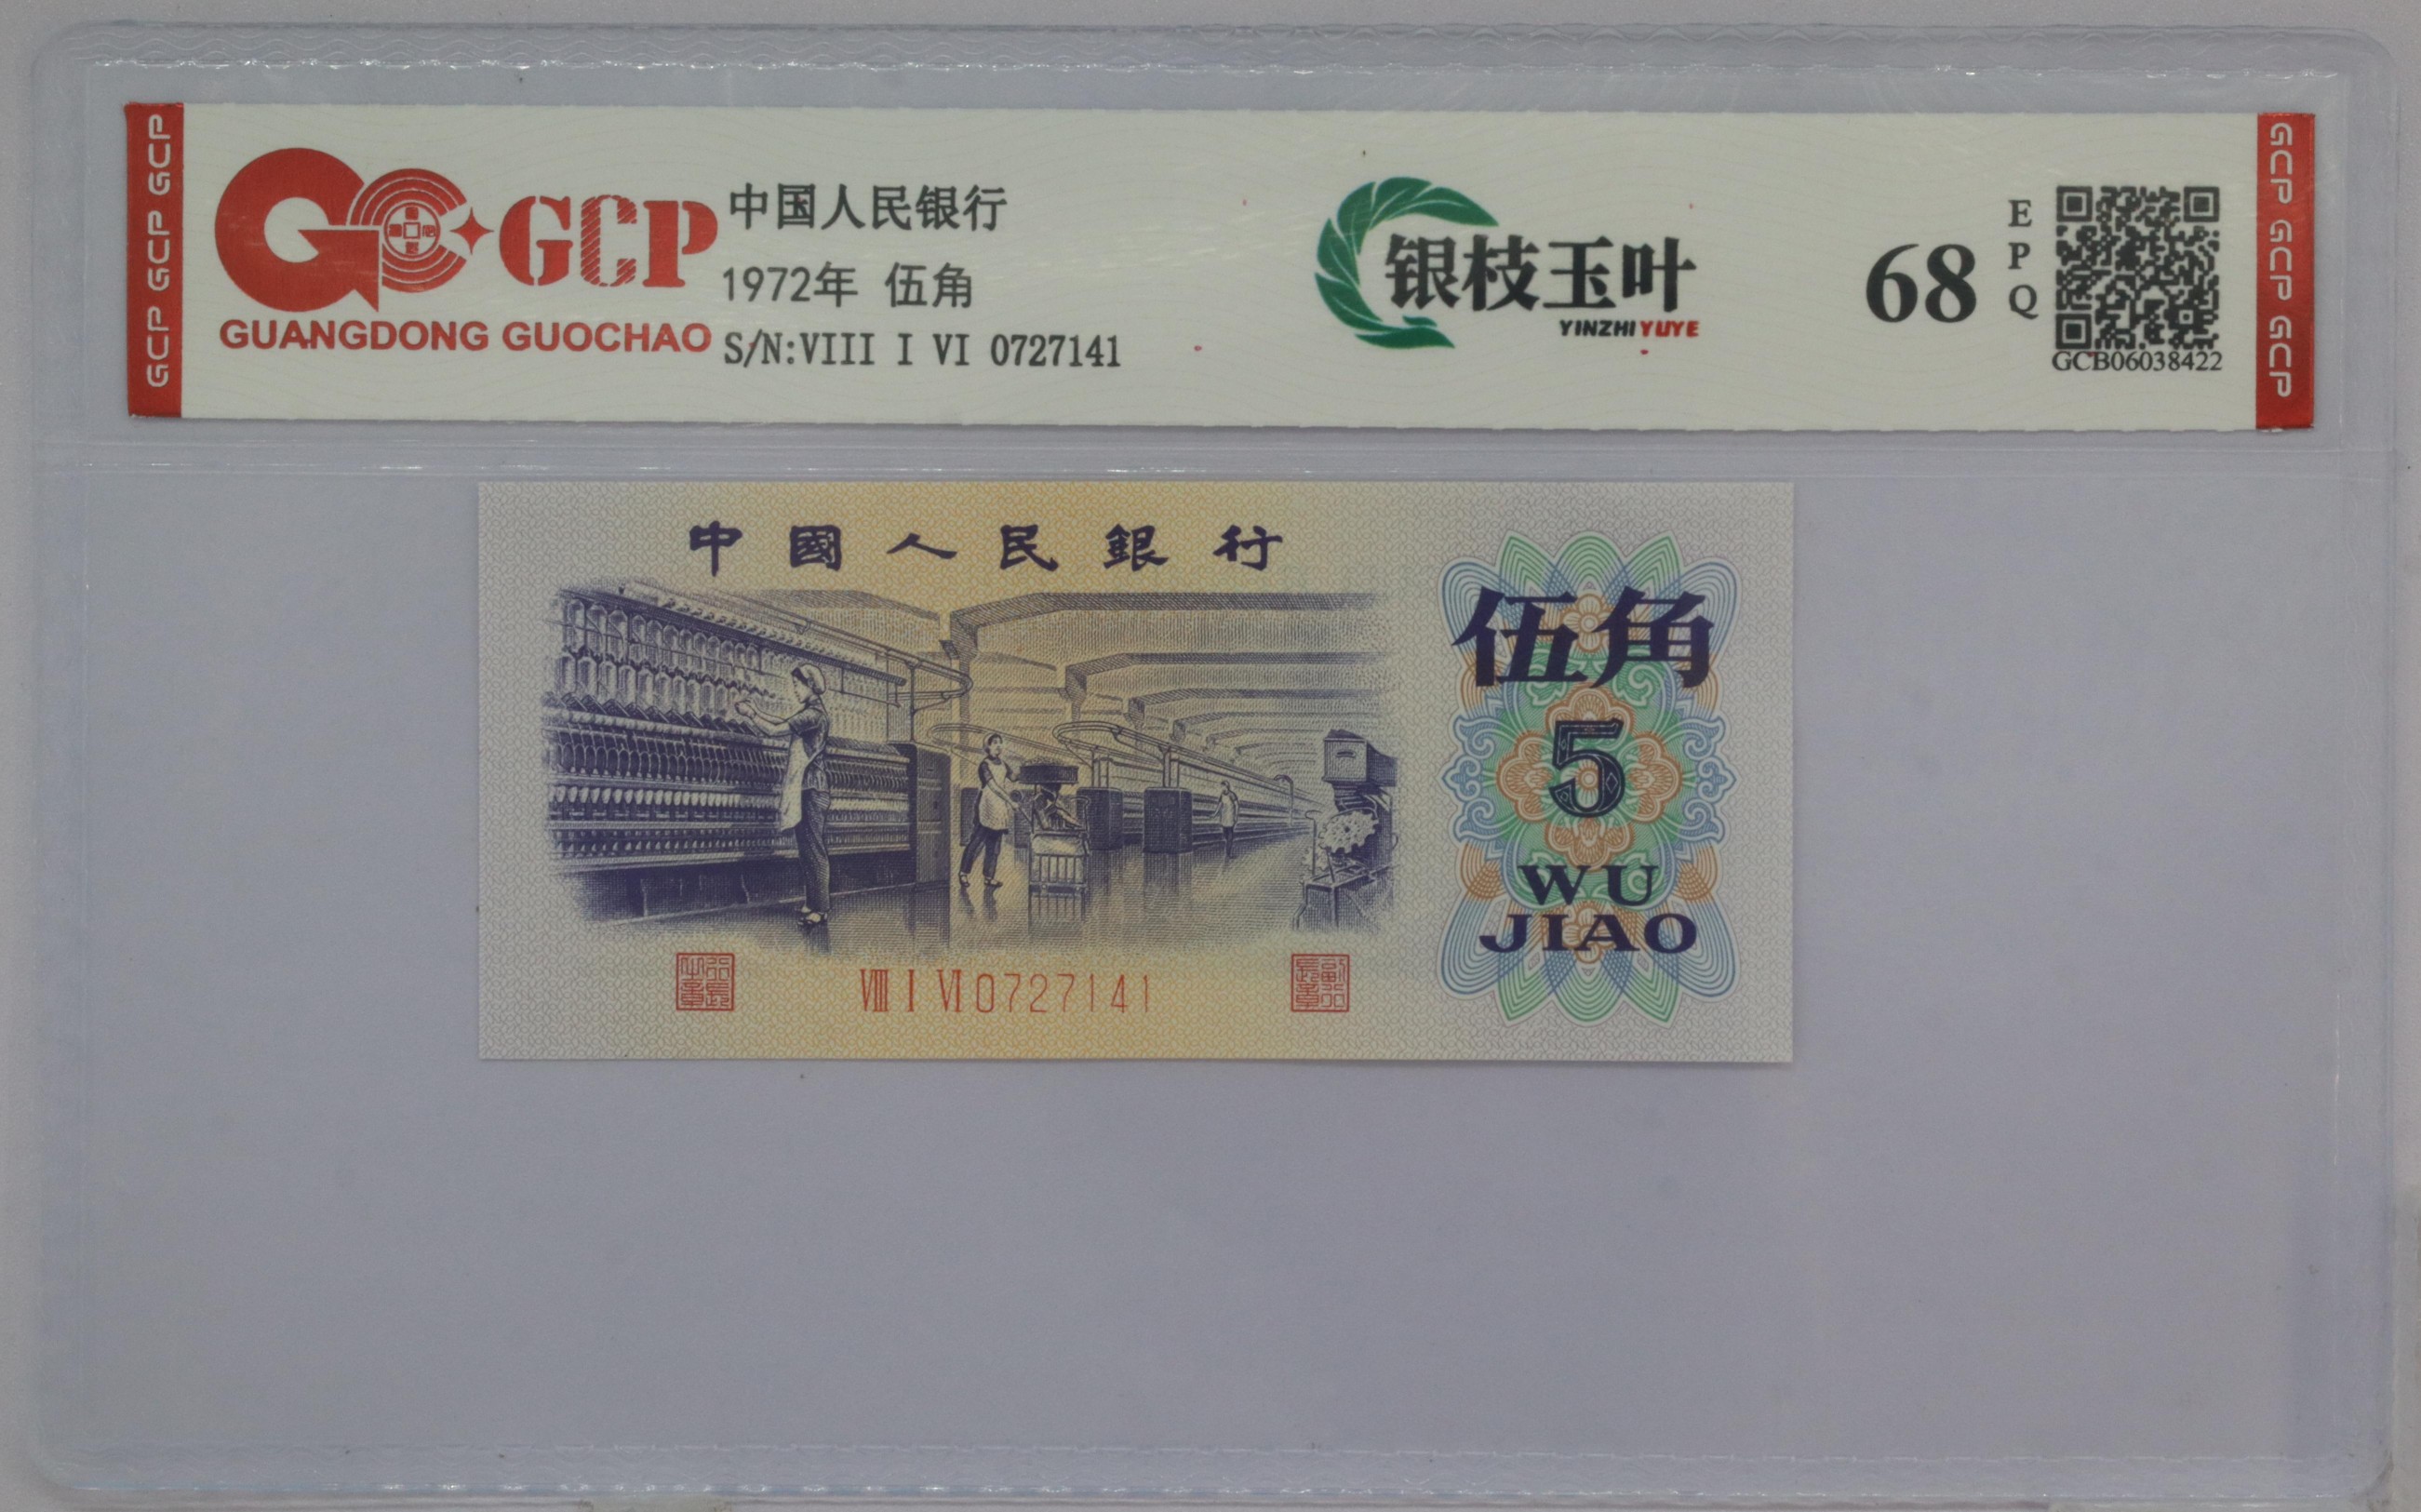 GCP GCP GCP
GCP
GUANGDONG GUOCHAO
中国人民银行
1972年 伍角
S/N:VIII I VI 0727141
银枝玉叶
YINZHIYUYE
68
EPQ
GCB06038422
GCP GCP GCP
中國人民銀行
伍角
5
WU
JIAO
VIII I VI 0727141